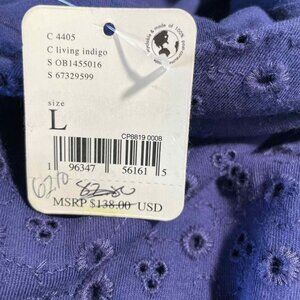 C 4405
C living indigo
S OB1455016
S 67329599
size
L
CP8819 0008
1 96347 56161 5
MSRP $138.00 USD